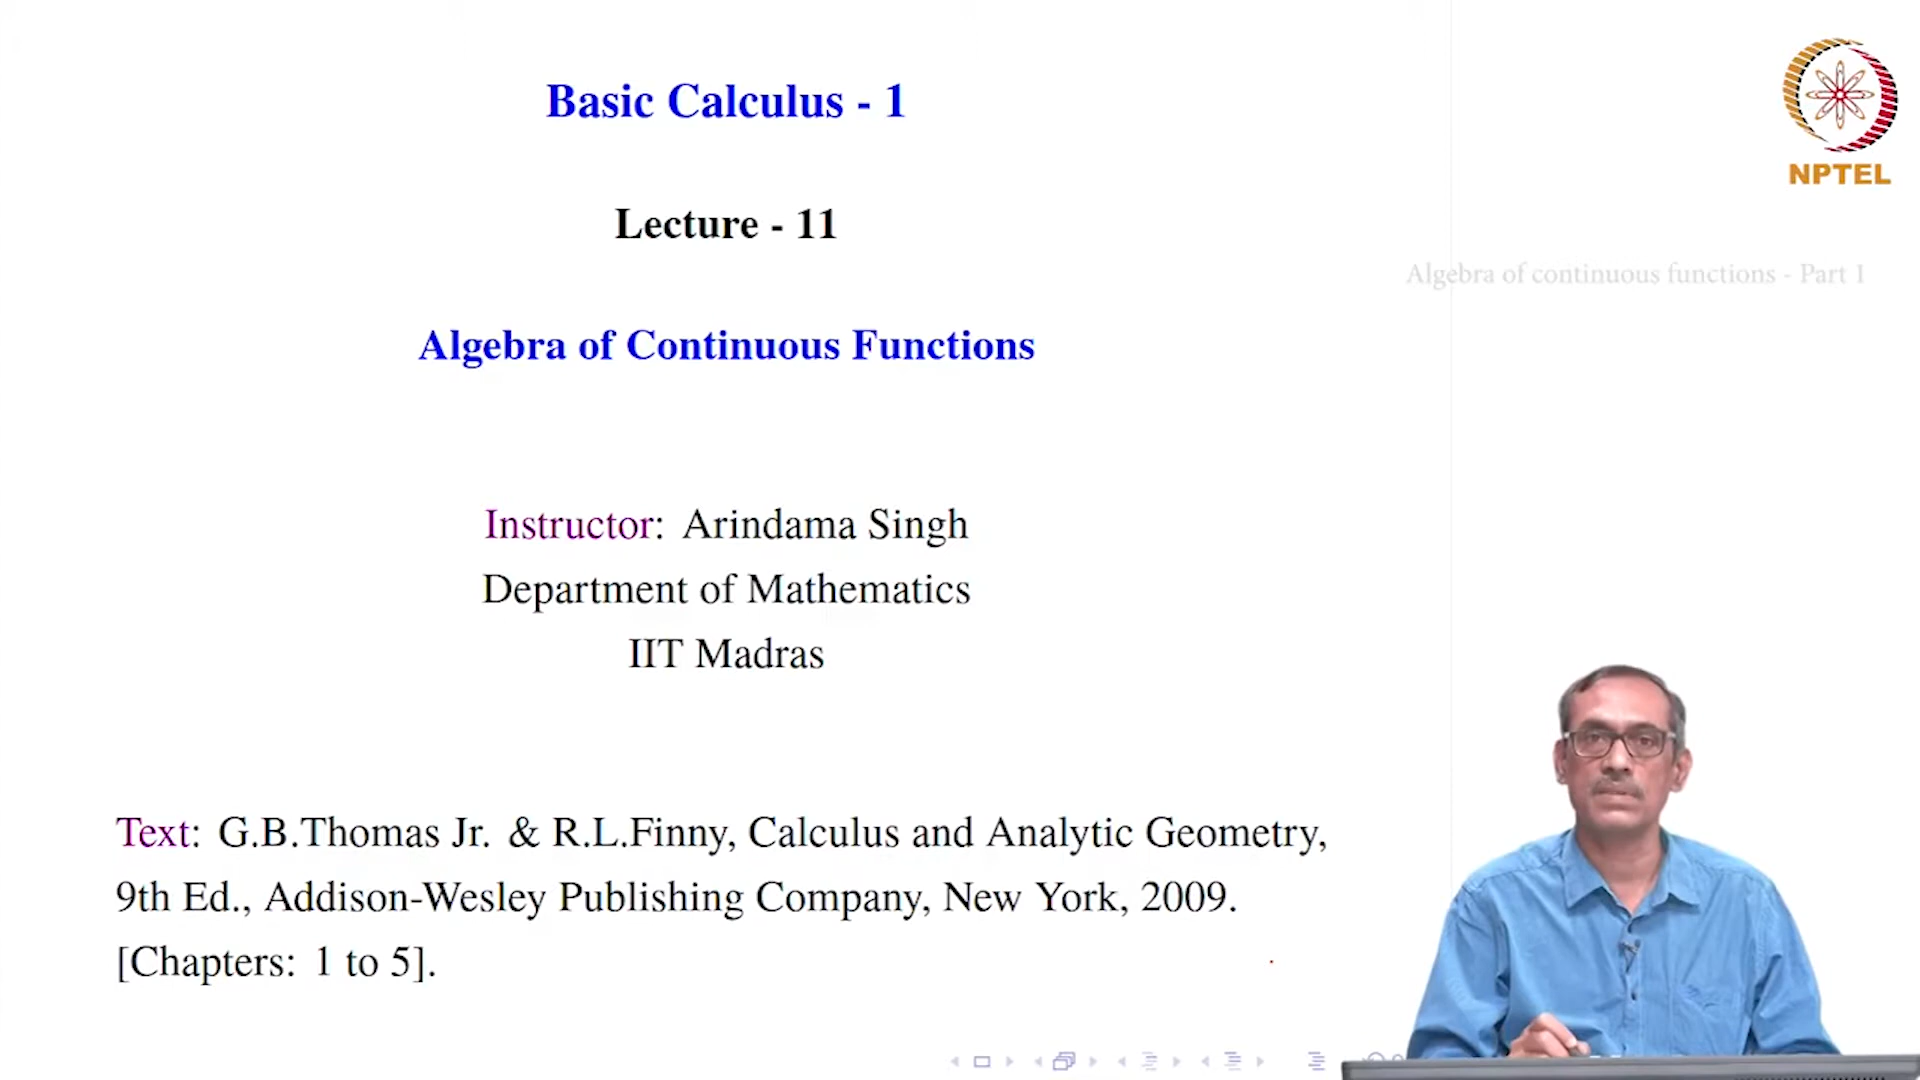 Basic Calculus - 1
NPTEL
Lecture - 11
Algebra of continuous functions - Part 1
Algebra of Continuous Functions
Instructor: Arindama Singh
Department of Mathematics
IIT Madras
Text: G.B.Thomas Jr. & R.L.Finny, Calculus and Analytic Geometry,
9th Ed., Addison-Wesley Publishing Company, New York, 2009.
[Chapters: 1 to 5].